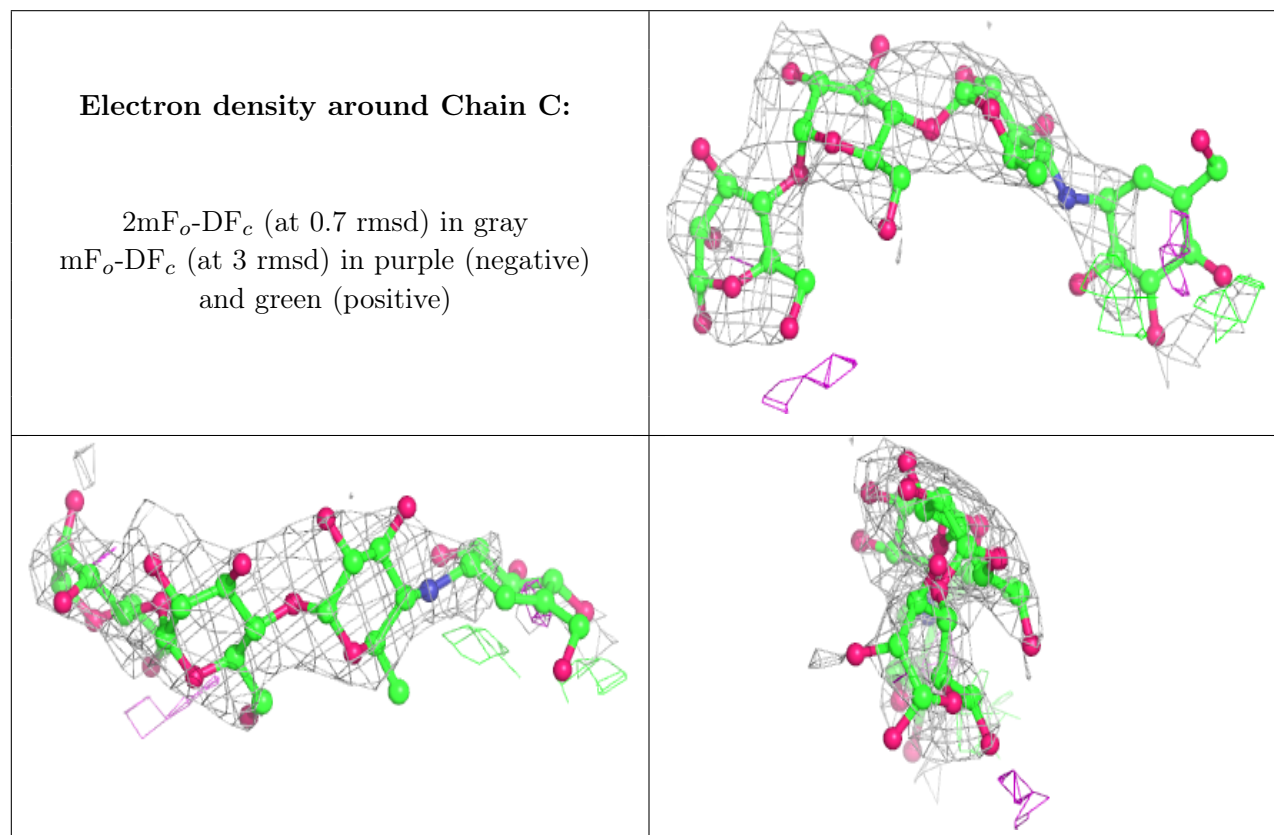 Electron density around Chain C:
2mFₒ-DF𝒸 (at 0.7 rmsd) in gray
mFₒ-DF𝒸 (at 3 rmsd) in purple (negative)
and green (positive)